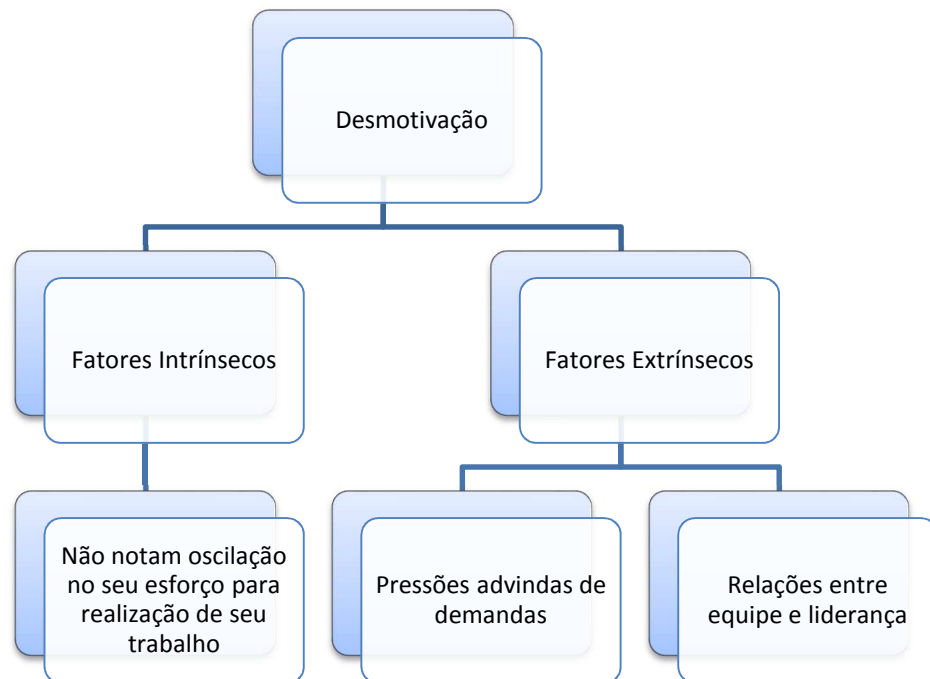 Desmotivação
Fatores Intrínsecos
Fatores Extrínsecos
Não notam oscilação
no seu esforço para
realização de seu
trabalho
Pressões advindas de
demandas
Relações entre
equipe e liderança